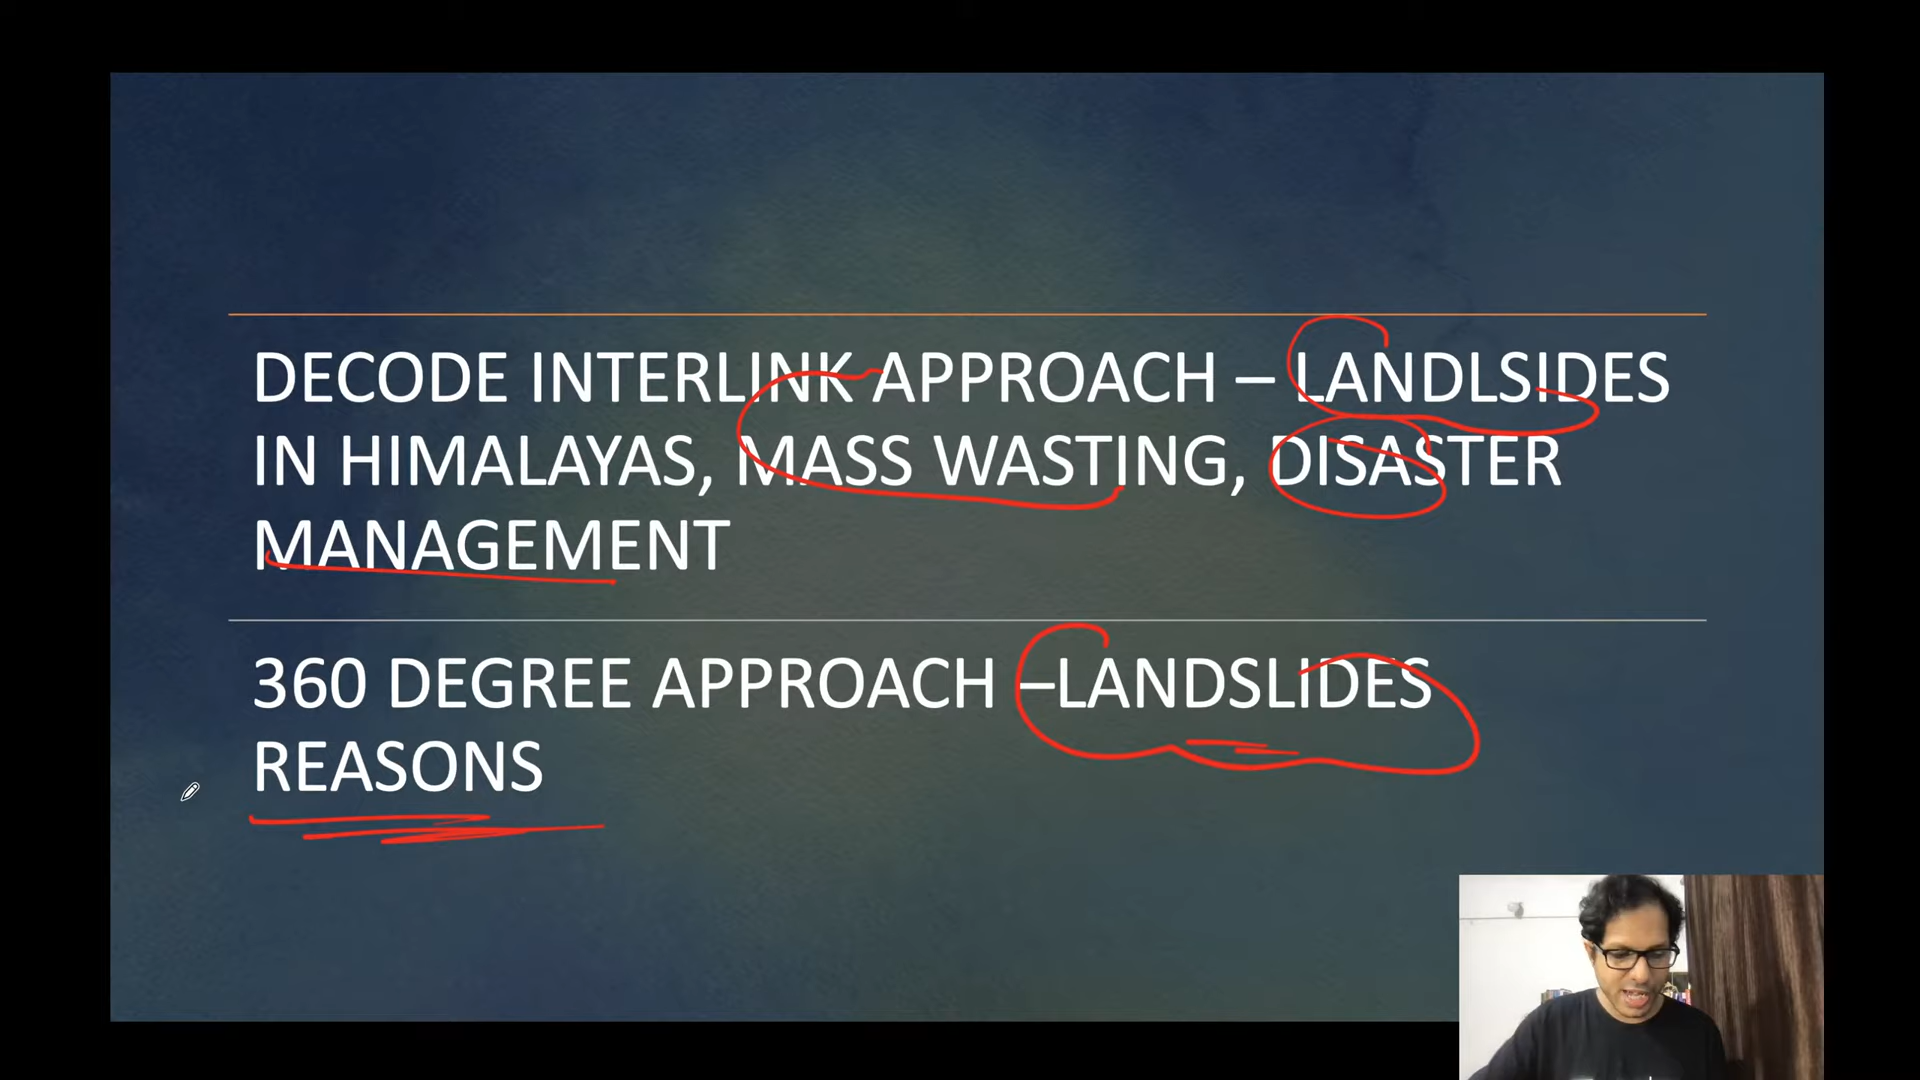 DECODE INTERLINK APPROACH – LANDLSIDES
IN HIMALAYAS, MASS WASTING, DISASTER
MANAGEMENT
360 DEGREE APPROACH –LANDSLIDES
REASONS